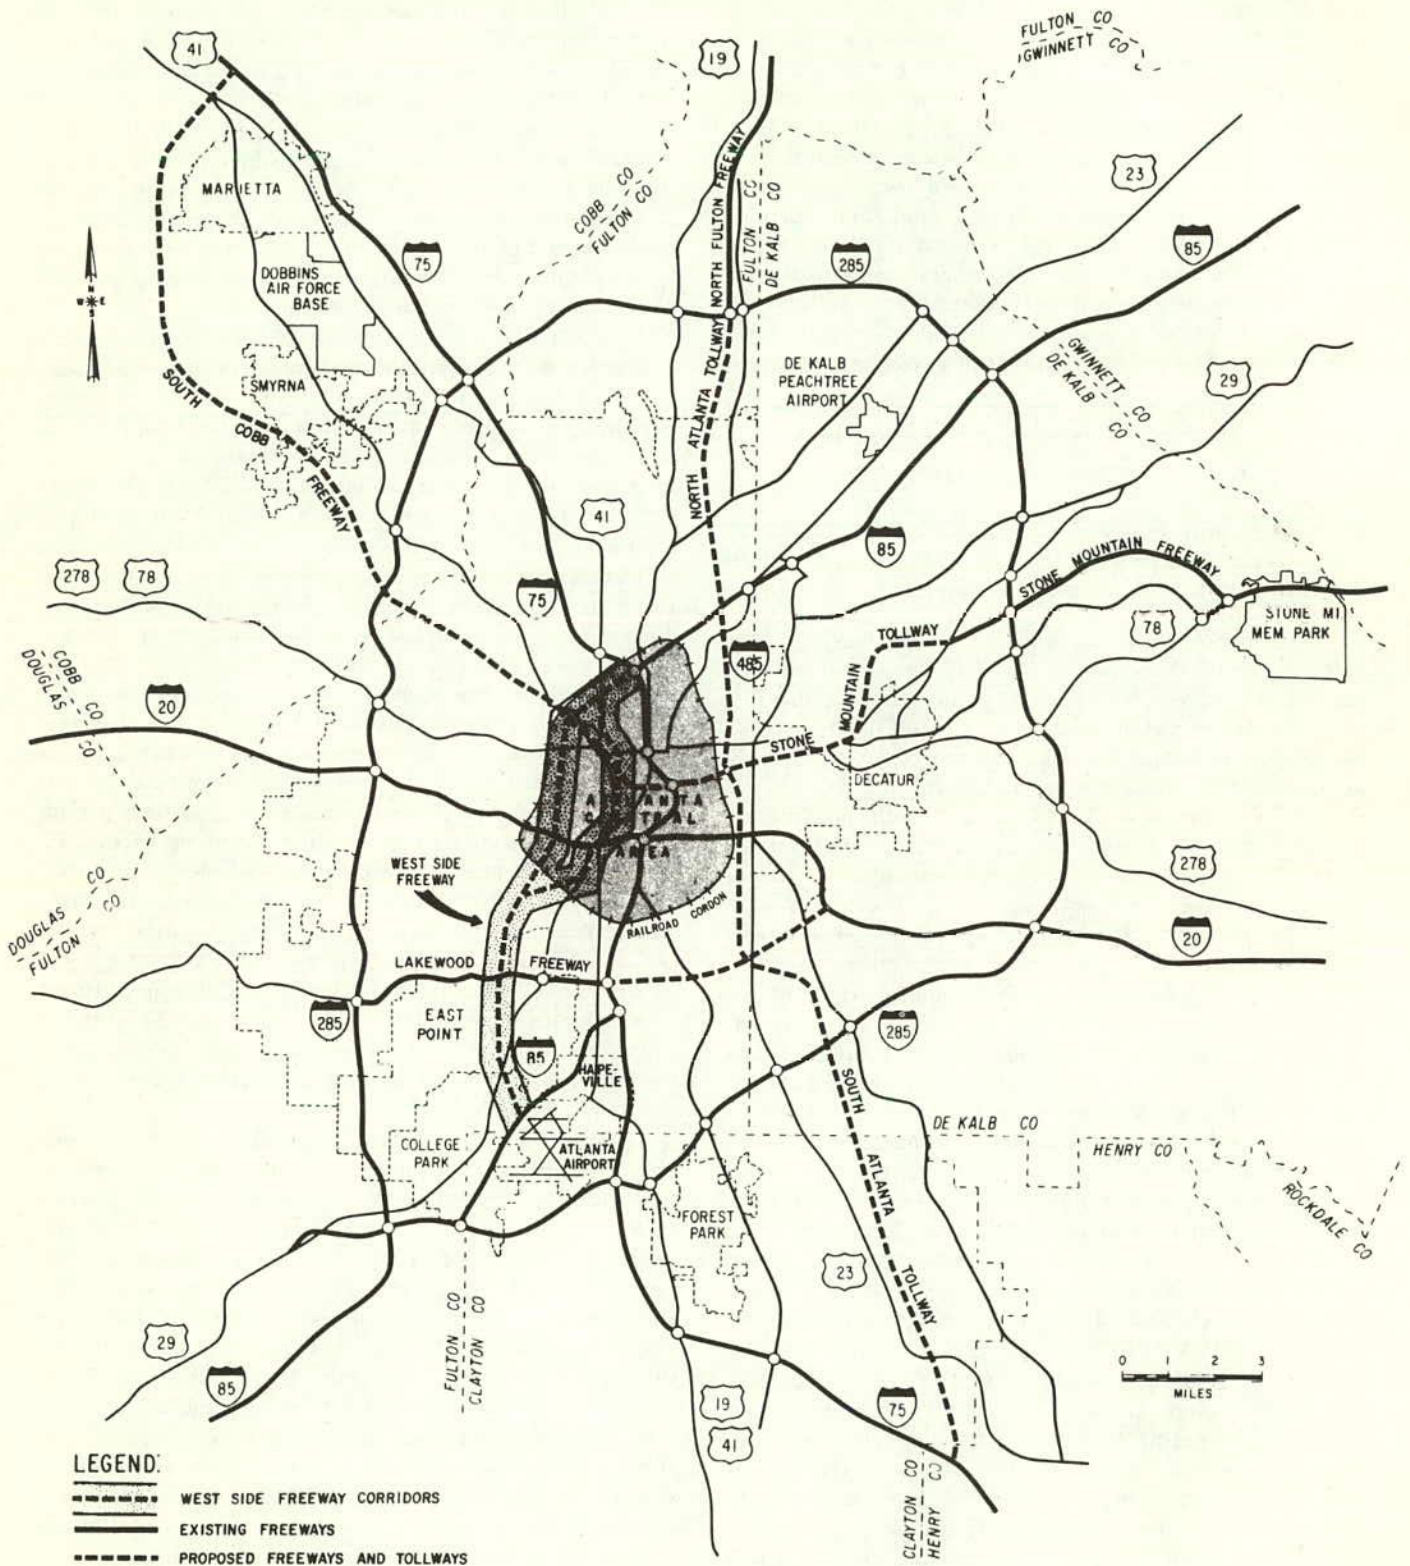 FULTON CO
GWINNETT CO
41
19
23
MARIETTA
COBB CO
FULTON CO
NORTH FULTON FREEWAY
FULTON CO
DE KALB CO
85
75
285
N
W E
S
DOBBINS
AIR FORCE
BASE
SMYRNA
SOUTH
COBB
FREEWAY
NORTH
ATLANTA
TOLLWAY
DE KALB
PEACHTREE
AIRPORT
GWINNETT CO
DE KALB CO
29
41
85
278
78
75
STONE MOUNTAIN FREEWAY
STONE MT
MEM. PARK
78
485
STONE
MOUNTAIN
TOLLWAY
COBB CO
DOUGLAS CO
20
DECATUR
ATLANTA
CENTRAL
AREA
WEST SIDE
FREEWAY
278
DOUGLAS CO
FULTON CO
RAILROAD CORDON
20
LAKEWOOD
FREEWAY
285
EAST
POINT
285
85
HAPE-
VILLE
SOUTH
ATLANTA
TOLLWAY
DE KALB CO
HENRY CO
ROCKDALE CO
COLLEGE
PARK
ATLANTA
AIRPORT
FOREST
PARK
23
FULTON CO
CLAYTON CO
29
85
0 1 2 3
MILES
19
41
75
CLAYTON CO
HENRY CO
LEGEND:
WEST SIDE FREEWAY CORRIDORS
EXISTING FREEWAYS
PROPOSED FREEWAYS AND TOLLWAYS